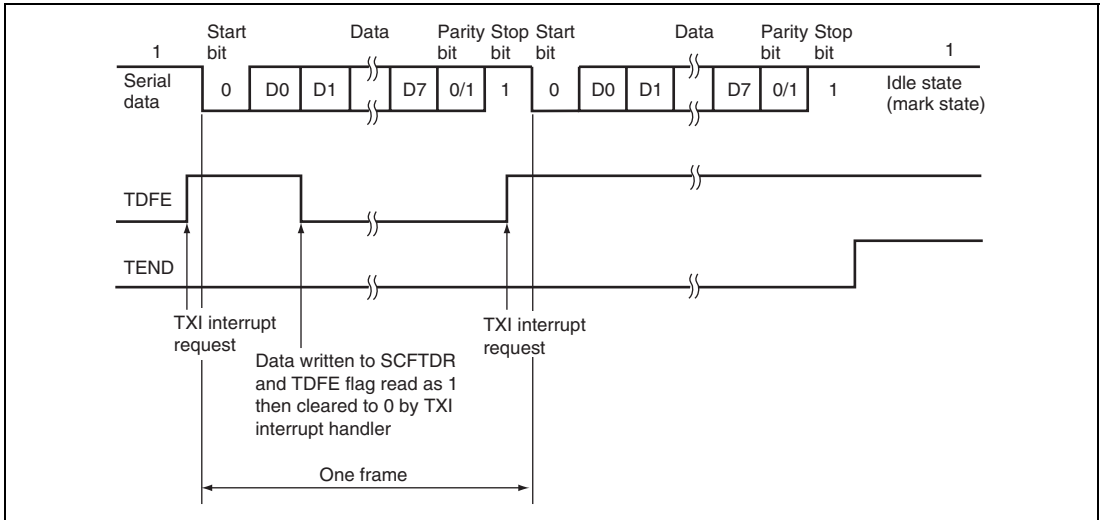 Start bit Data Parity bit Stop bit Start bit Data Parity bit Stop bit
1 1
Serial data 0 D0 D1 D7 0/1 1 0 D0 D1 D7 0/1 1 Idle state (mark state)
TDFE
TEND
TXI interrupt request
Data written to SCFTDR
and TDFE flag read as 1
then cleared to 0 by TXI
interrupt handler
TXI interrupt request
One frame